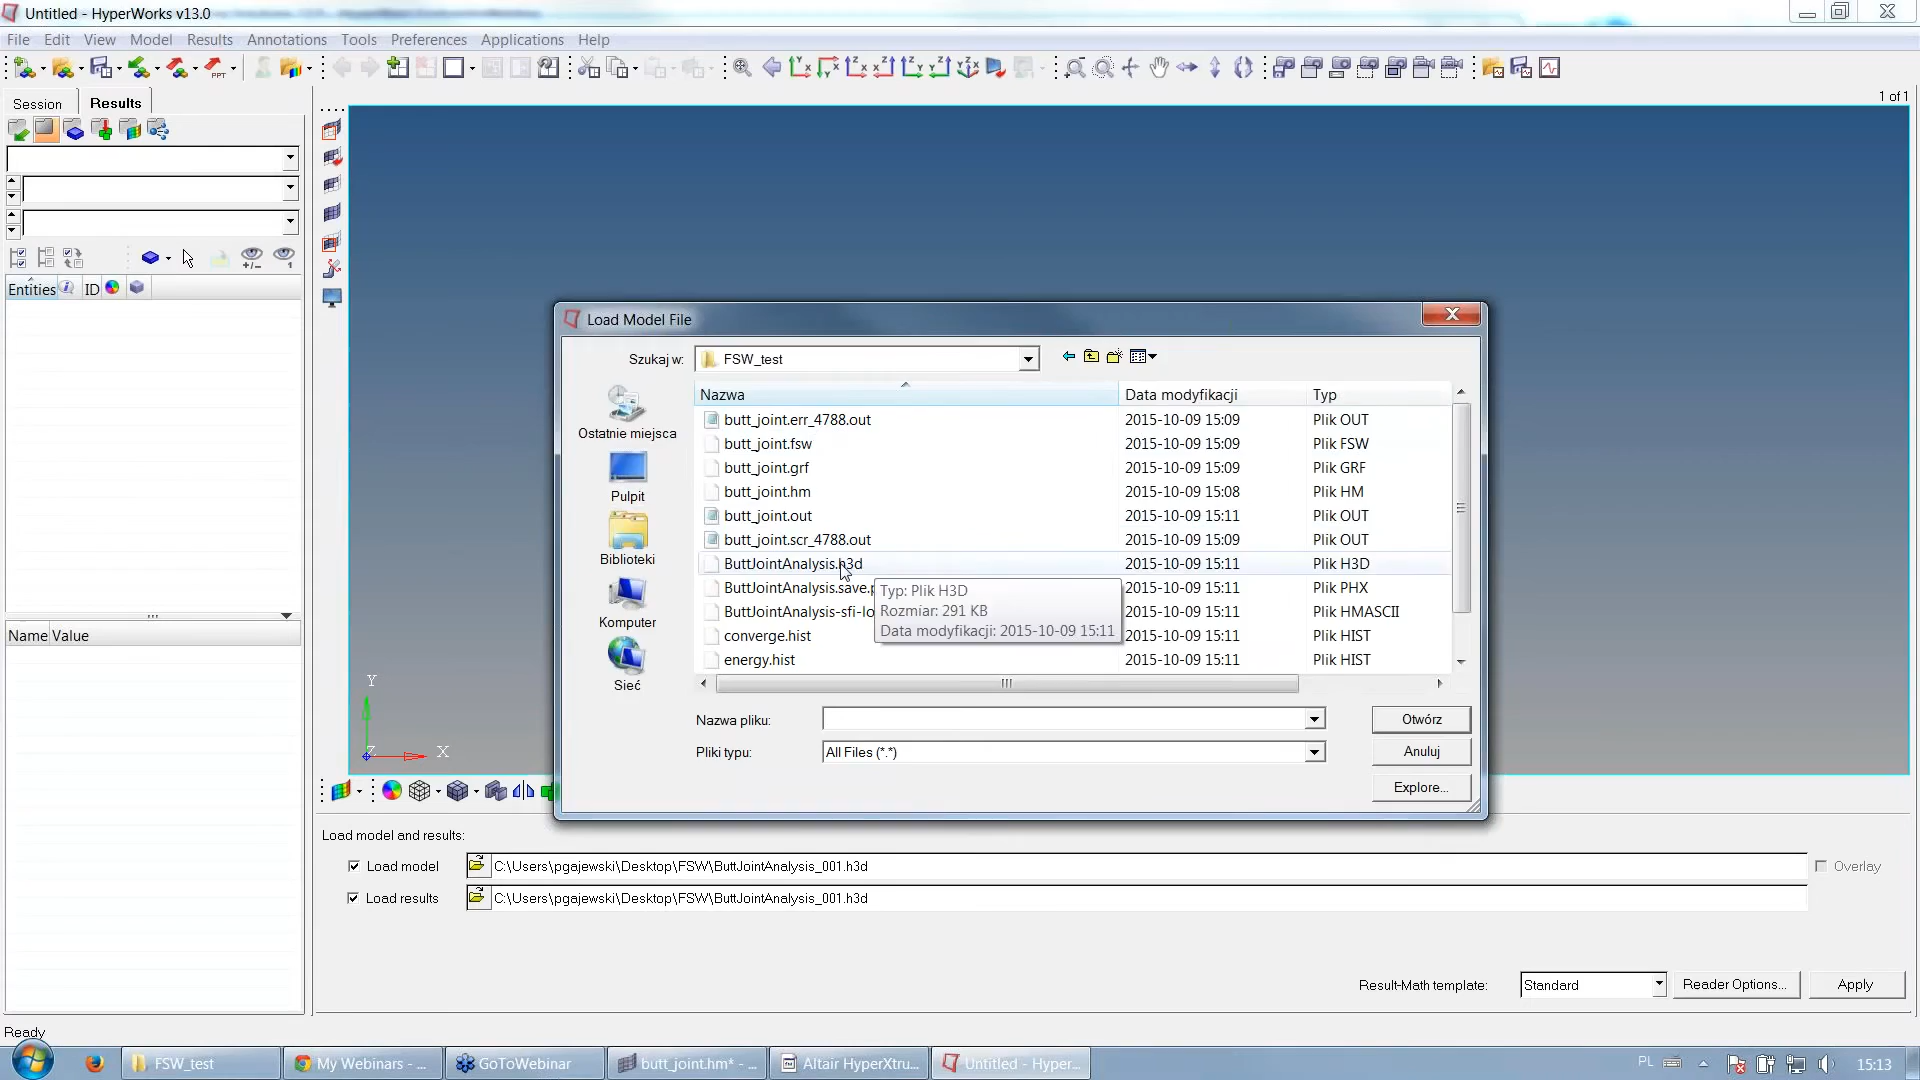 Untitled - HyperWorks v13.0
File Edit View Model Results Annotations Tools Preferences Applications Help
PPT
Session Results
1 of 1
Entities ID
Name Value
Load Model File
Szukaj w: FSW_test
Nazwa Data modyfikacji Typ
butt_joint.err_4788.out 2015-10-09 15:09 Plik OUT
butt_joint.fsw 2015-10-09 15:09 Plik FSW
butt_joint.grf 2015-10-09 15:09 Plik GRF
butt_joint.hm 2015-10-09 15:08 Plik HM
butt_joint.out 2015-10-09 15:11 Plik OUT
butt_joint.scr_4788.out 2015-10-09 15:09 Plik OUT
ButtJointAnalysis.h3d 2015-10-09 15:11 Plik H3D
ButtJointAnalysis.save.p 2015-10-09 15:11 Plik PHX
ButtJointAnalysis-sfi-lo 2015-10-09 15:11 Plik HMASCII
converge.hist 2015-10-09 15:11 Plik HIST
energy.hist 2015-10-09 15:11 Plik HIST
Typ: Plik H3D
Rozmiar: 291 KB
Data modyfikacji: 2015-10-09 15:11
Ostatnie miejsca
Pulpit
Biblioteki
Komputer
Sieć
Nazwa pliku: Otwórz
Pliki typu: All Files (*.*) Anuluj
Explore...
Y
Z X
Load model and results:
Load model C:\Users\pgajewski\Desktop\FSW\ButtJointAnalysis_001.h3d Overlay
Load results C:\Users\pgajewski\Desktop\FSW\ButtJointAnalysis_001.h3d
Result-Math template: Standard Reader Options... Apply
Ready
FSW_test My Webinars - ... GoToWebinar butt_joint.hm* - ... Altair HyperXtru... Untitled - Hyper... PL 15:13